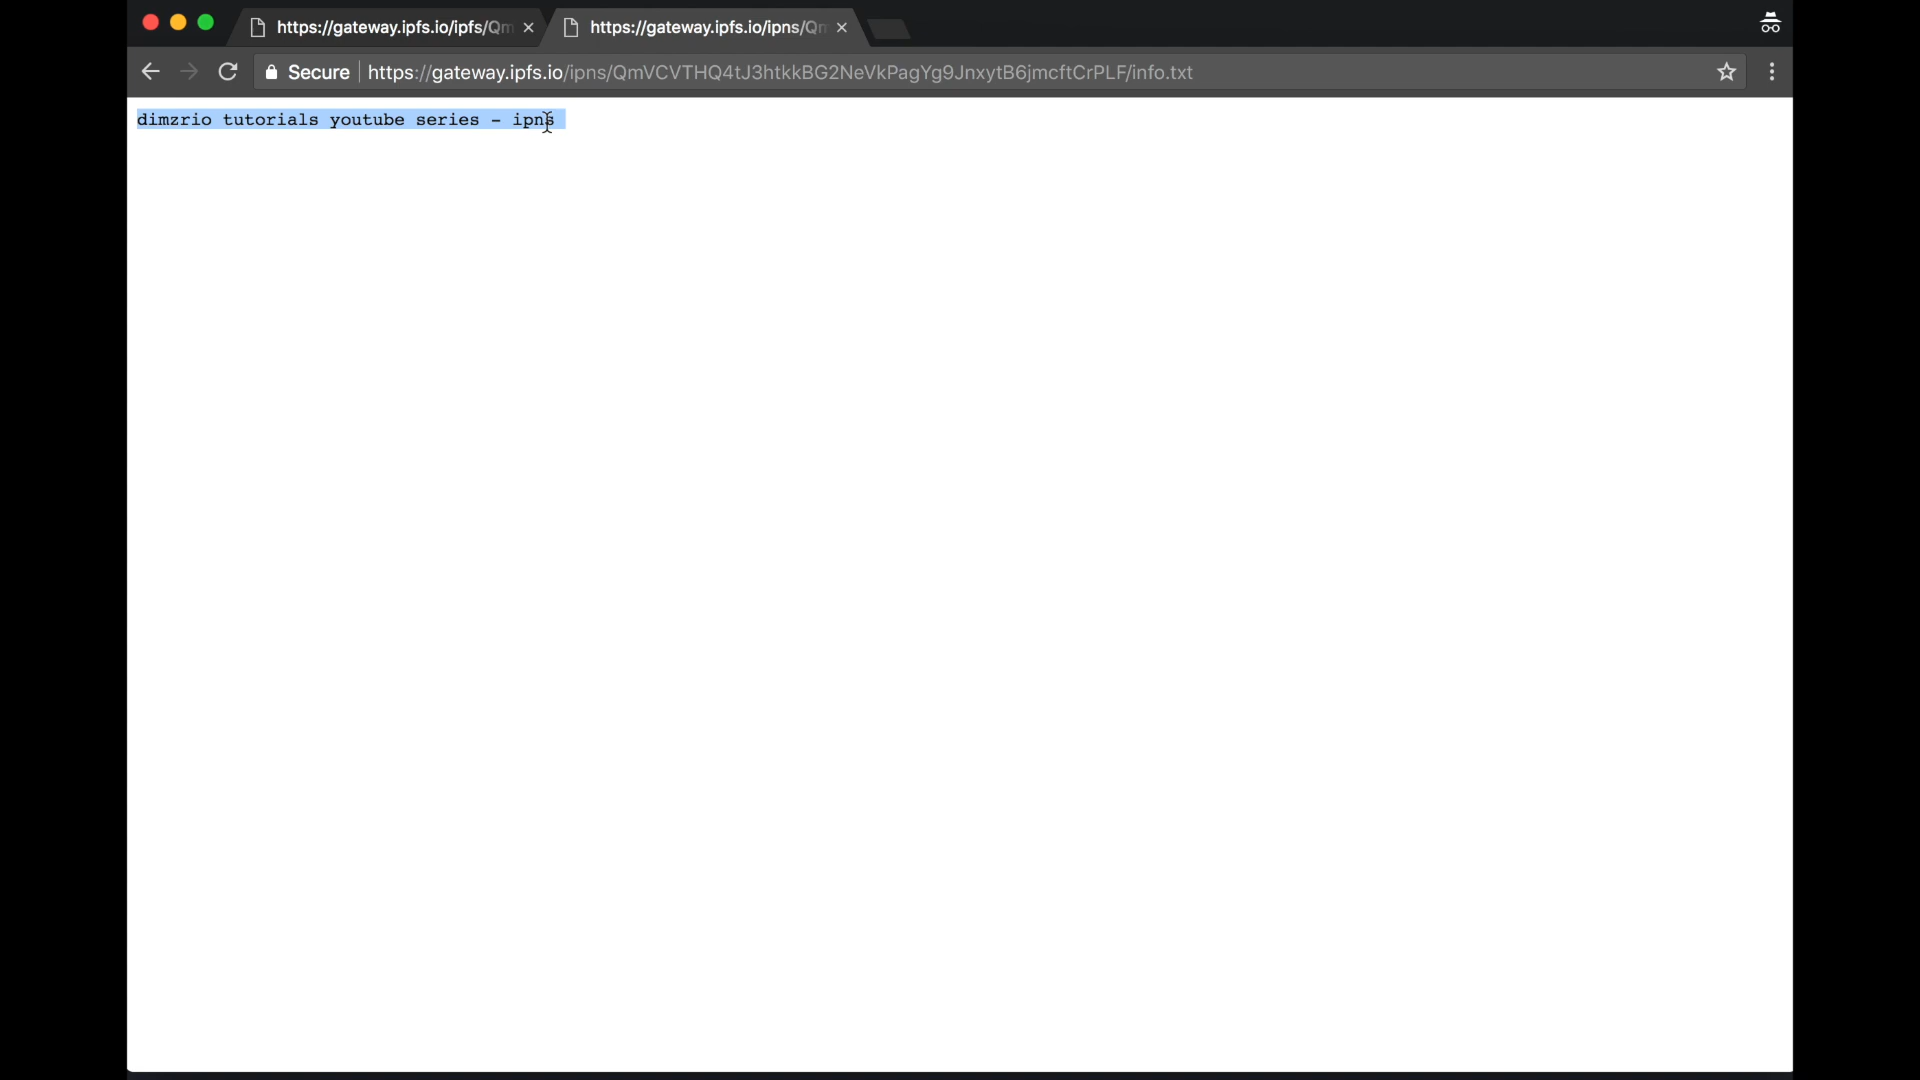 https://gateway.ipfs.io/ipfs/Qm
https://gateway.ipfs.io/ipns/Qm
Secure
https://gateway.ipfs.io/ipns/QmVCVTHQ4tJ3htkkBG2NeVkPagYg9JnxytB6jmcftCrPLF/info.txt
dimzrio tutorials youtube series - ipns